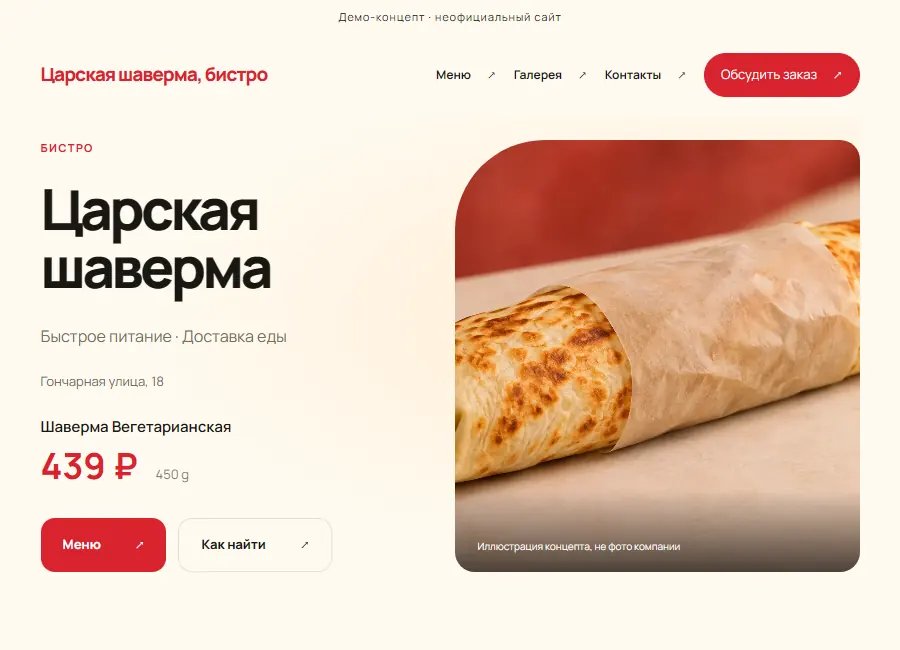 Демо-концепт · неофициальный сайт
Царская шаверма, бистро
Меню ↗ Галерея ↗ Контакты ↗ Обсудить заказ ↗
БИСТРО
Царская
шаверма
Быстрое питание · Доставка еды
Гончарная улица, 18
Шаверма Вегетарианская
439 ₽ 450 g
Меню ↗ Как найти ↗
Иллюстрация концепта, не фото компании